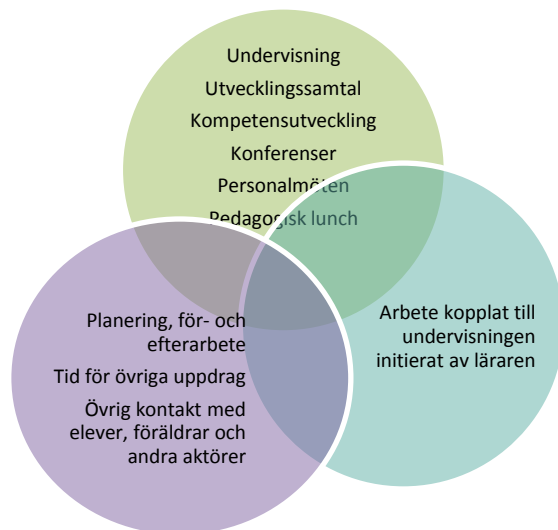 Undervisning
Utvecklingssamtal
Kompetensutveckling
Konferenser
Personalmöten
Pedagogisk lunch
Planering, för- och
efterarbete
Tid för övriga uppdrag
Övrig kontakt med
elever, föräldrar och
andra aktörer
Arbete kopplat till
undervisningen
initierat av läraren